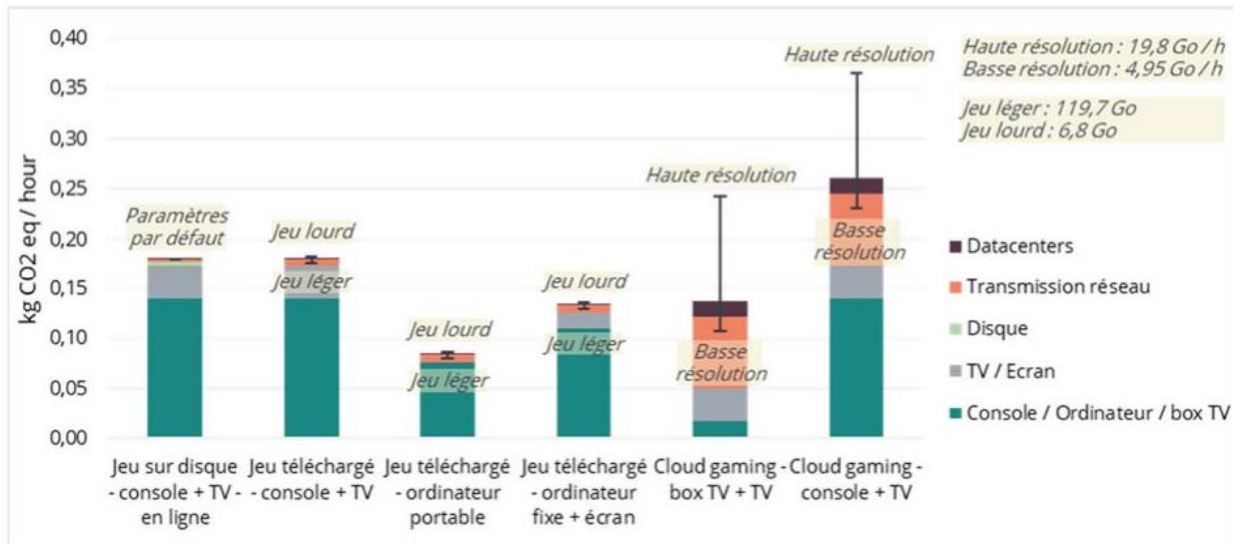 0,40
0,35
0,30
0,25
0,20
0,15
0,10
0,05
0,00
kg CO2 eq / hour
Paramètres
par défaut
Jeu lourd
Jeu léger
Jeu lourd
Jeu léger
Jeu lourd
Jeu léger
Haute résolution
Basse
résolution
Haute résolution
Basse
résolution
Haute résolution : 19,8 Go / h
Basse résolution : 4,95 Go / h
Jeu léger : 119,7 Go
Jeu lourd : 6,8 Go
Datacenters
Transmission réseau
Disque
TV / Ecran
Console / Ordinateur / box TV
Jeu sur disque
- console + TV -
en ligne
Jeu téléchargé
- console + TV
Jeu téléchargé
- ordinateur
portable
Jeu téléchargé
- ordinateur
fixe + écran
Cloud gaming -
box TV + TV
Cloud gaming -
console + TV